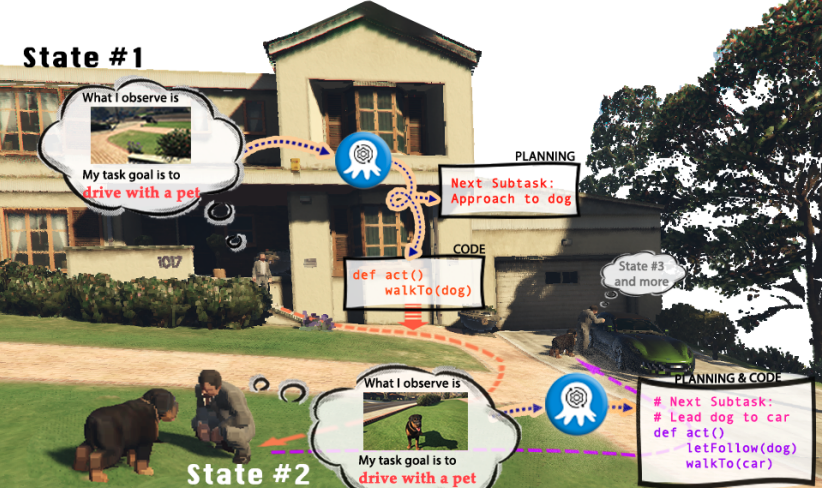 State #1
What I observe is
My task goal is to
drive with a pet
PLANNING
Next Subtask:
Approach to dog
CODE
def act()
walkTo(dog)
1017
State #3
and more
What I observe is
My task goal is to
drive with a pet
State #2
PLANNING & CODE
# Next Subtask:
# Lead dog to car
def act()
letFollow(dog)
walkTo(car)